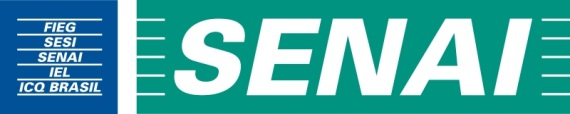 FIEG
SESI
SENAI
IEL
ICQ BRASIL
SENAI